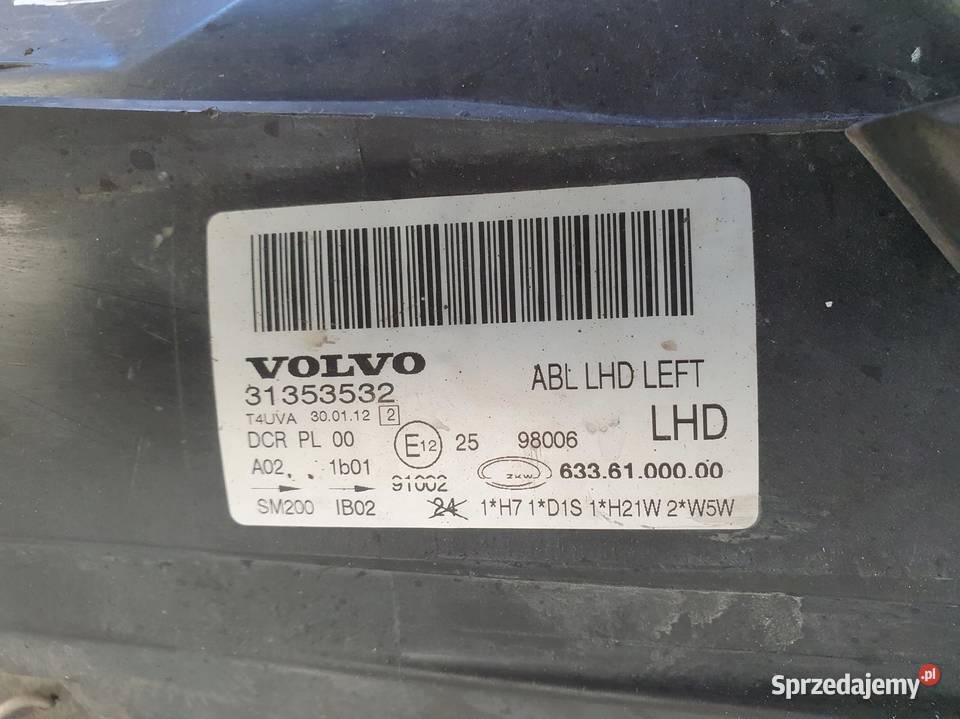 VOLVO
31353532
ABL LHD LEFT
T4UVA 30.01.12 2
LHD
DCR PL 00
E12 25 98006
A02 1b01
91002
ZKW 633.61.000.00
SM200 IB02
24 1*H7 1*D1S 1*H21W 2*W5W
Sprzedajemy.pl